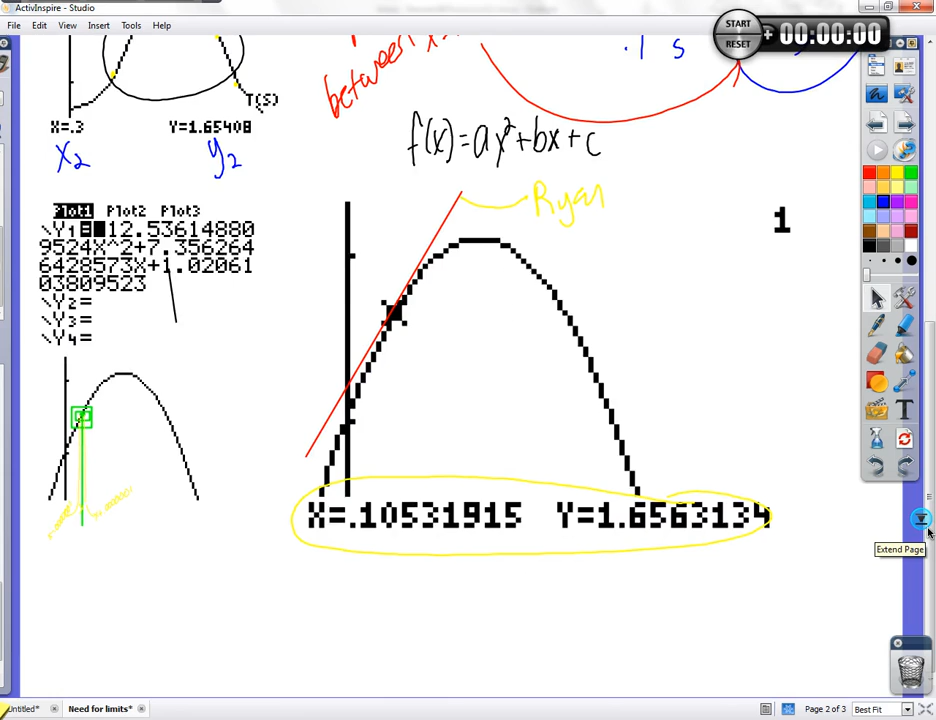 ActivInspire - Studio
File Edit View Insert Tools Help
START
RESET
00:00:00
T(S)
X=.3 Y=1.65408
x2 y2
between
.1 s
f(x)=ax²+bx+c
Plot1 Plot2 Plot3
\Y1=■12.53614880
9524X^2+7.356264
6428573X+1.02061
03809523
\Y2=
\Y3=
\Y4=
Ryan
1
X=.10531915 Y=1.6563134
Extend Page
Untitled*
Need for limits*
Page 2 of 3
Best Fit